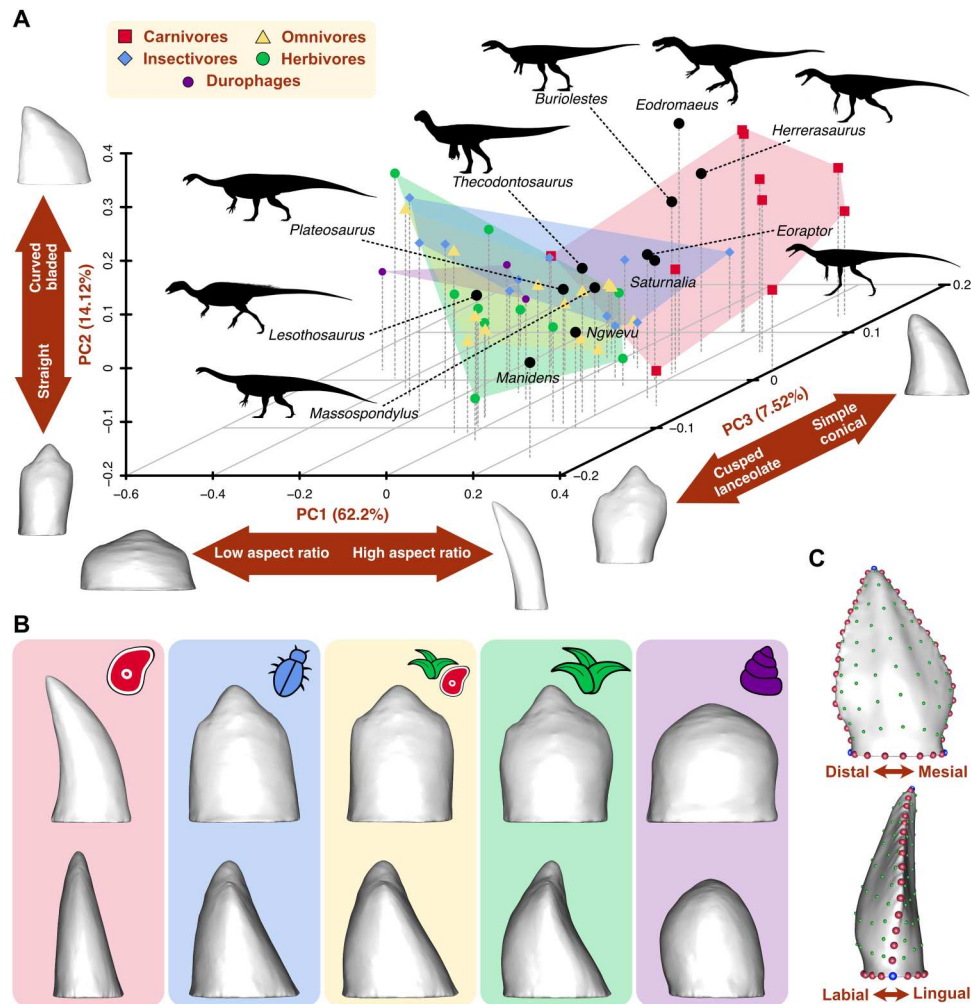 A
Carnivores
Omnivores
Insectivores
Herbivores
Durophages
Buriolestes
Eodromaeus
Herrerasaurus
Thecodontosaurus
Plateosaurus
Eoraptor
Saturnalia
Lesothosaurus
Ngwevu
Manidens
Massospondylus
Curved
bladed
Straight
PC2 (14.12%)
0.4
0.3
0.2
0.1
0
−0.1
−0.2
−0.6
−0.4
−0.2
0
0.2
0.4
PC1 (62.2%)
−0.2
−0.1
0
0.1
0.2
PC3 (7.52%)
Simple
conical
Cusped
lanceolate
Low aspect ratio
High aspect ratio
B
C
Distal
Mesial
Labial
Lingual